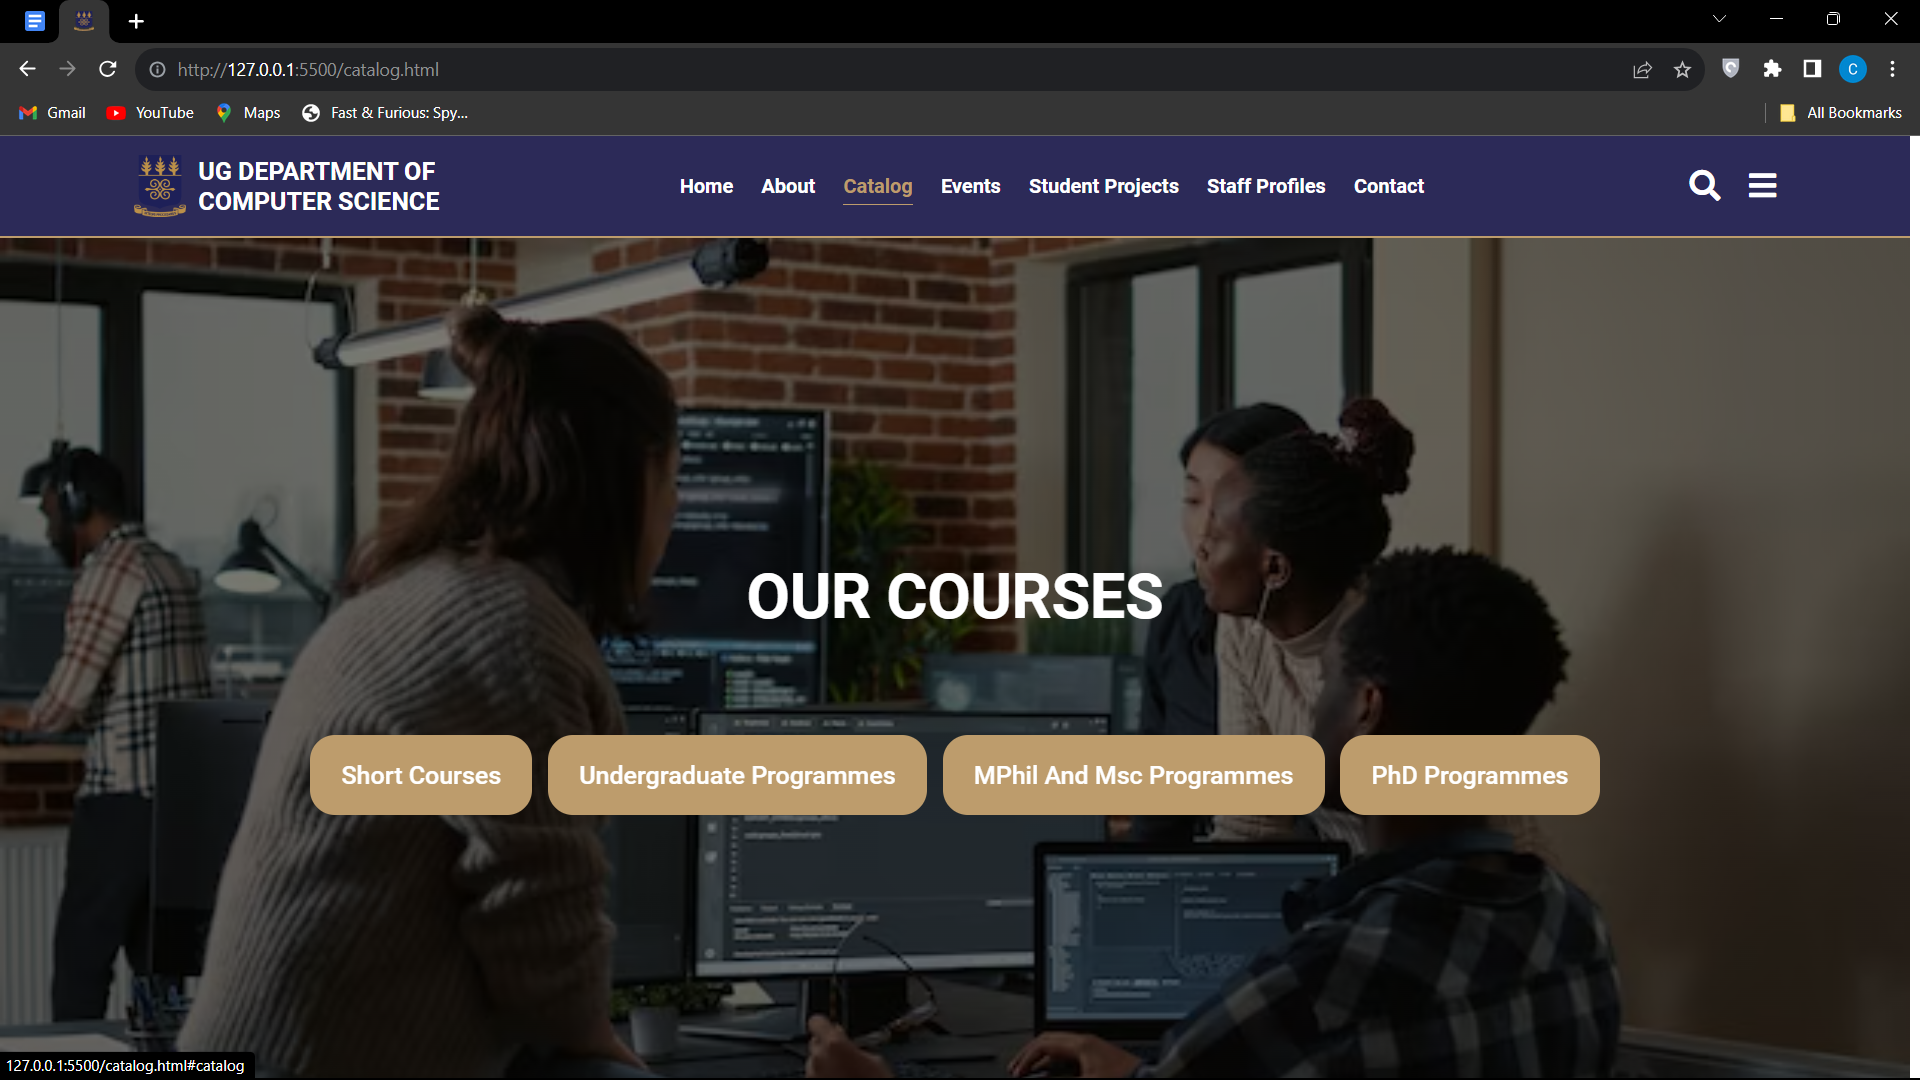 http://127.0.0.1:5500/catalog.html
C
Gmail
YouTube
Maps
Fast & Furious: Spy...
All Bookmarks
UG DEPARTMENT OF
COMPUTER SCIENCE
Home
About
Catalog
Events
Student Projects
Staff Profiles
Contact
OUR COURSES
Short Courses
Undergraduate Programmes
MPhil And Msc Programmes
PhD Programmes
127.0.0.1:5500/catalog.html#catalog